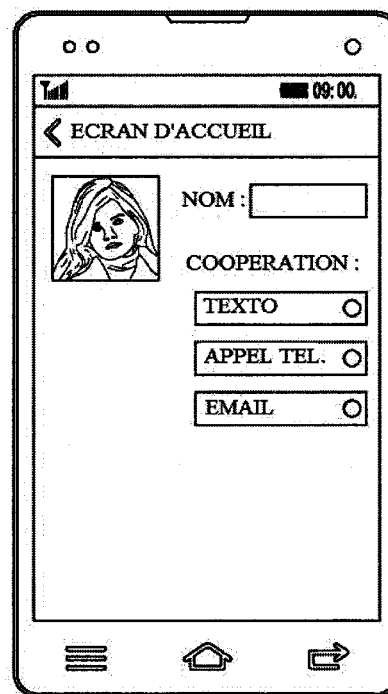 09:00.
ECRAN D'ACCUEIL
NOM :
COOPERATION :
TEXTO
APPEL TEL.
EMAIL